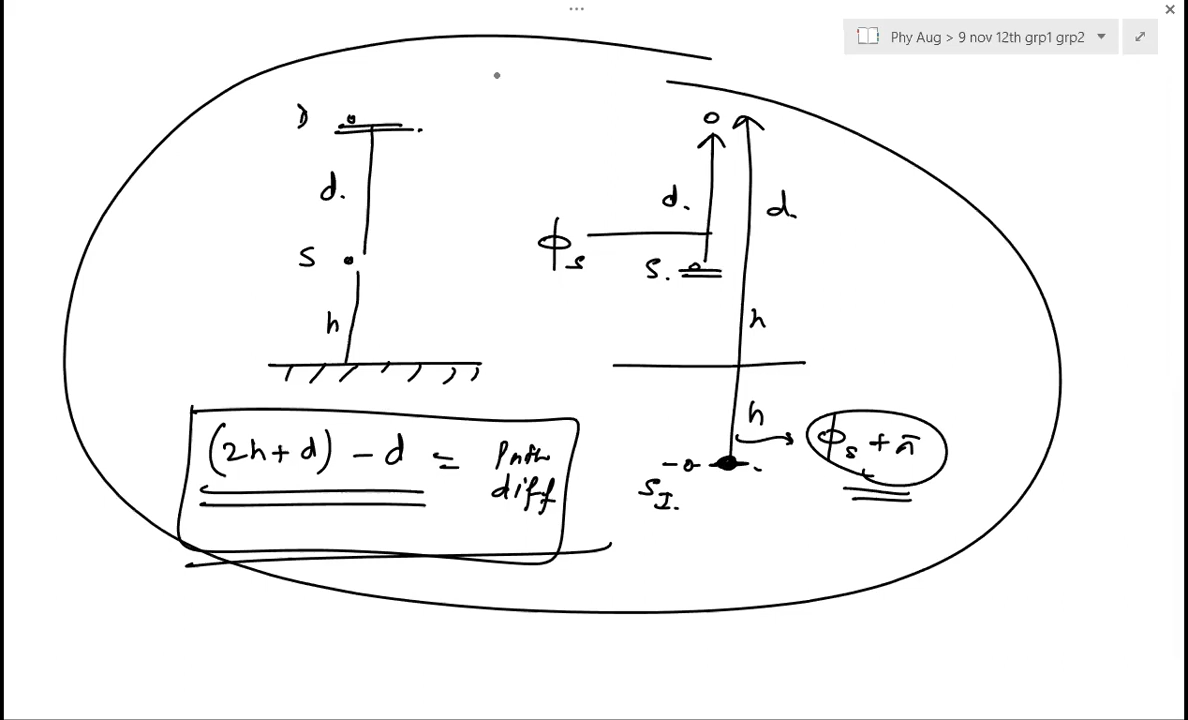 Phy Aug > 9 nov 12th grp1 grp2
D
d.
S
h
(2h + d) - d = Path diff
d.
d.
ϕs
S.
h
h
ϕs + π
SI.